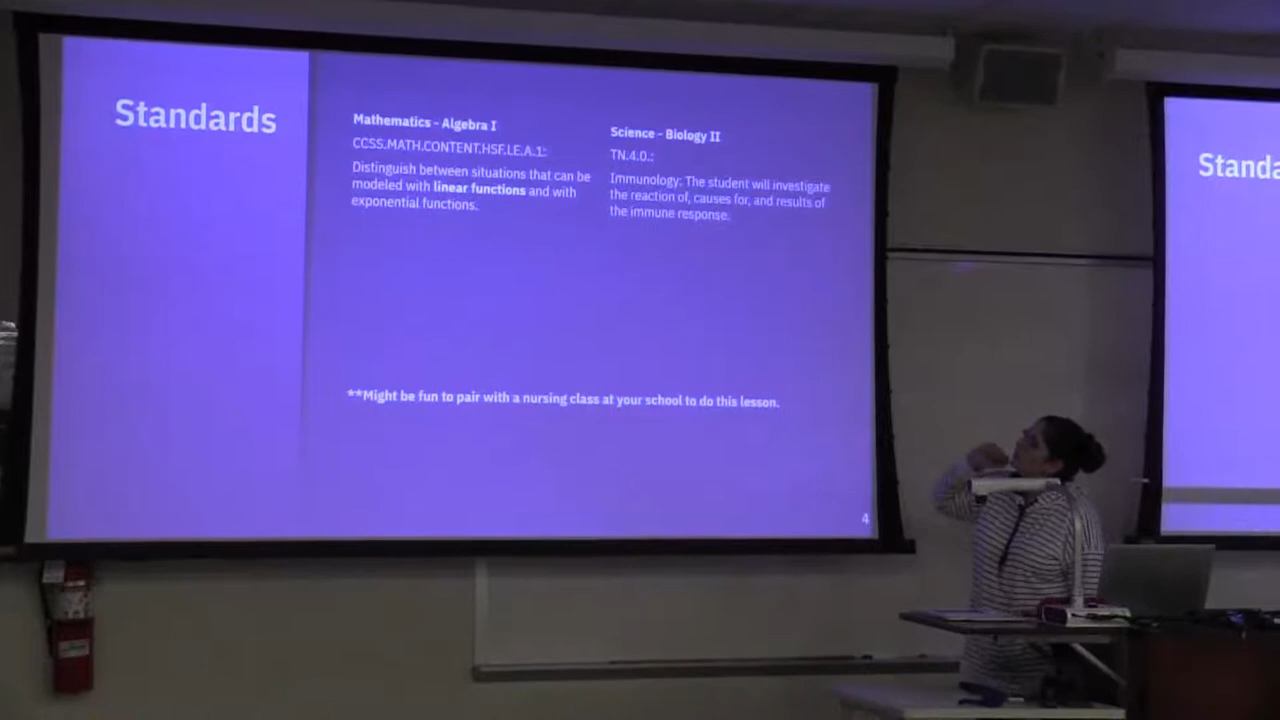 Standards
Mathematics - Algebra I
CCSS.MATH.CONTENT.HSF.LE.A.1:
Distinguish between situations that can be
modeled with linear functions and with
exponential functions.
Science - Biology II
TN.4.0.:
Immunology: The student will investigate
the reaction of, causes for, and results of
the immune response.
**Might be fun to pair with a nursing class at your school to do this lesson.
4
Standa